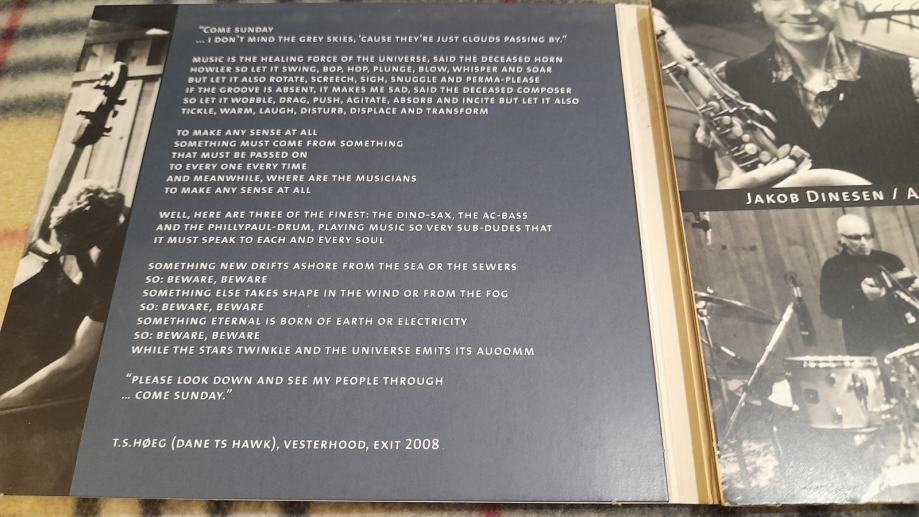 "COME SUNDAY
... I DON'T MIND THE GREY SKIES, 'CAUSE THEY'RE JUST CLOUDS PASSING BY."
MUSIC IS THE HEALING FORCE OF THE UNIVERSE, SAID THE DECEASED HORN
HOWLER SO LET IT SWING, BOP, HOP, PLUNGE, BLOW, WHISPER AND SOAR
BUT LET IT ALSO ROTATE, SCREECH, SIGH, SNUGGLE AND PERMA-PLEASE
IF THE GROOVE IS ABSENT, IT MAKES ME SAD, SAID THE DECEASED COMPOSER
SO LET IT WOBBLE, DRAG, PUSH, AGITATE, ABSORB AND INCITE BUT LET IT ALSO
TICKLE, WARM, LAUGH, DISTURB, DISPLACE AND TRANSFORM
TO MAKE ANY SENSE AT ALL
SOMETHING MUST COME FROM SOMETHING
THAT MUST BE PASSED ON
TO EVERY ONE EVERY TIME
AND MEANWHILE, WHERE ARE THE MUSICIANS
TO MAKE ANY SENSE AT ALL
WELL, HERE ARE THREE OF THE FINEST: THE DINO-SAX, THE AC-BASS
AND THE PHILLYPAUL-DRUM, PLAYING MUSIC SO VERY SUB-DUDES THAT
IT MUST SPEAK TO EACH AND EVERY SOUL
SOMETHING NEW DRIFTS ASHORE FROM THE SEA OR THE SEWERS
SO: BEWARE, BEWARE
SOMETHING ELSE TAKES SHAPE IN THE WIND OR FROM THE FOG
SO: BEWARE, BEWARE
SOMETHING ETERNAL IS BORN OF EARTH OR ELECTRICITY
SO: BEWARE, BEWARE
WHILE THE STARS TWINKLE AND THE UNIVERSE EMITS ITS AUOOMM
"PLEASE LOOK DOWN AND SEE MY PEOPLE THROUGH
... COME SUNDAY."
T.S.HØEG (DANE TS HAWK), VESTERHOOD, EXIT 2008
JAKOB DINESEN / A